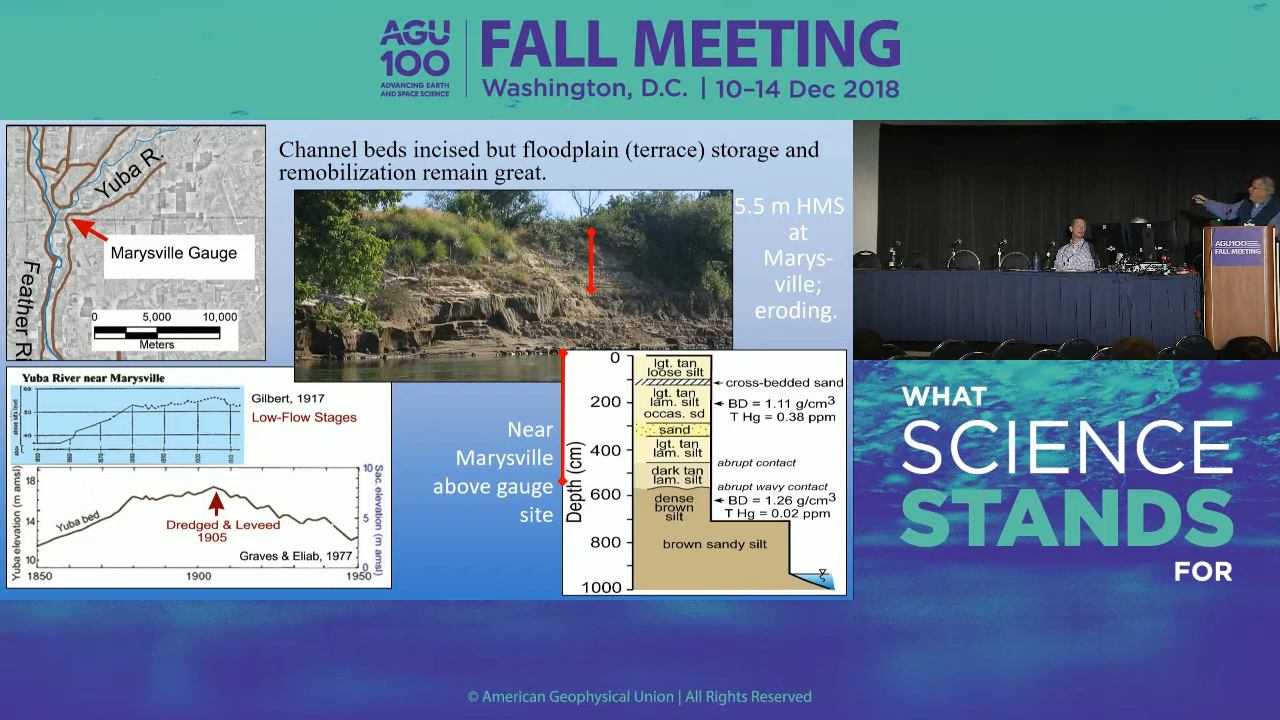 AGU
100
ADVANCING EARTH
AND SPACE SCIENCE
FALL MEETING
Washington, D.C. | 10–14 Dec 2018
Channel beds incised but floodplain (terrace) storage and
remobilization remain great.
Yuba R.
Marysville Gauge
Feather Ri
0 5,000 10,000
Meters
5.5 m HMS
at
Marys-
ville;
eroding.
AGU100
FALL MEETING
Yuba River near Marysville
Gilbert, 1917
Low-Flow Stages
18
14
10
Yuba elevation (m amsl)
10
5
0
Sac. elevation (m amsl)
Yuba bed
Dredged & Leveed
1905
Graves & Eliab, 1977
1850 1900 1950
Near
Marysville
above gauge
site
Depth (cm)
0
200
400
600
800
1000
lgt. tan
loose silt
cross-bedded sand
lgt. tan
lam. silt
occas. sd
BD = 1.11 g/cm3
T Hg = 0.38 ppm
sand
lgt. tan
lam. silt
abrupt contact
dark tan
lam. silt
abrupt wavy contact
dense
brown
silt
BD = 1.26 g/cm3
T Hg = 0.02 ppm
brown sandy silt
WHAT
SCIENCE
STANDS
FOR
© American Geophysical Union | All Rights Reserved